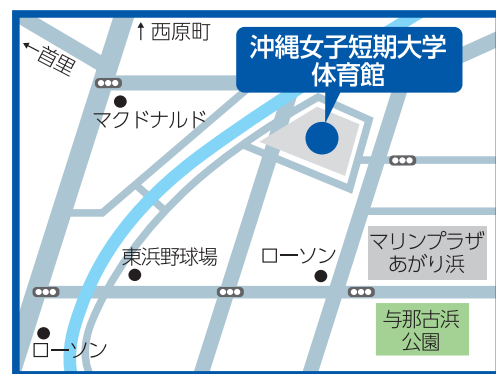 ↑西原町
←首里
沖縄女子短期大学
体育館
マクドナルド
マリンプラザ
あがり浜
東浜野球場
ローソン
与那古浜
公園
ローソン